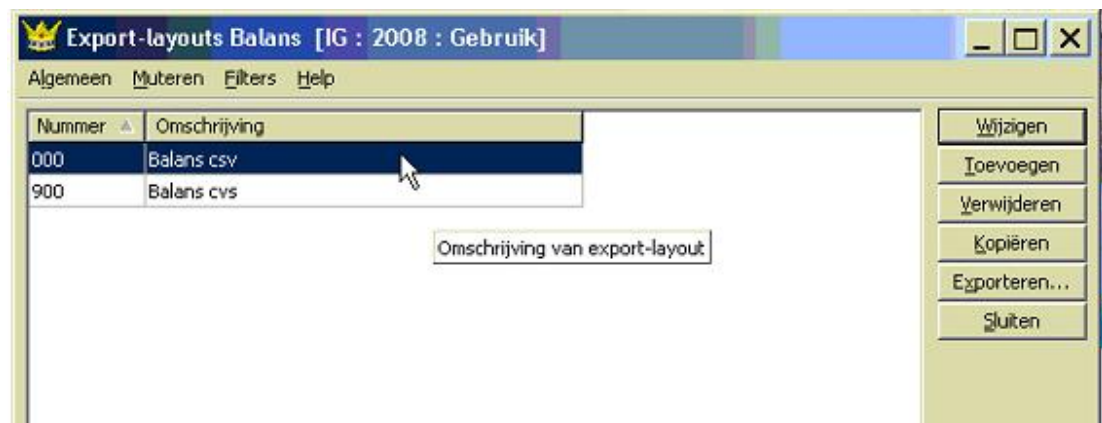 Export-layouts Balans [IG : 2008 : Gebruik]
Algemeen Muteren Filters Help
Nummer Omschrijving
000 Balans csv
900 Balans cvs
Omschrijving van export-layout
Wijzigen
Toevoegen
Verwijderen
Kopiëren
Exporteren...
Sluiten